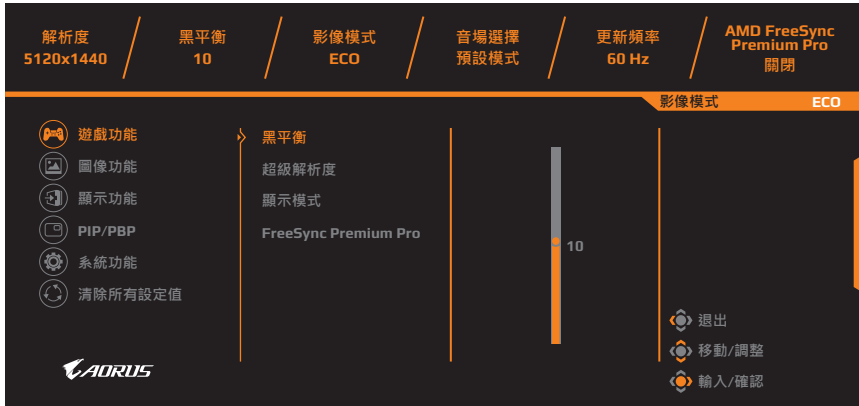 解析度
5120x1440
黑平衡
10
影像模式
ECO
音場選擇
預設模式
更新頻率
60 Hz
AMD FreeSync
Premium Pro
關閉
影像模式 ECO
遊戲功能
圖像功能
顯示功能
PIP/PBP
系統功能
清除所有設定值
黑平衡
超級解析度
顯示模式
FreeSync Premium Pro
10
退出
移動/調整
輸入/確認
AORUS